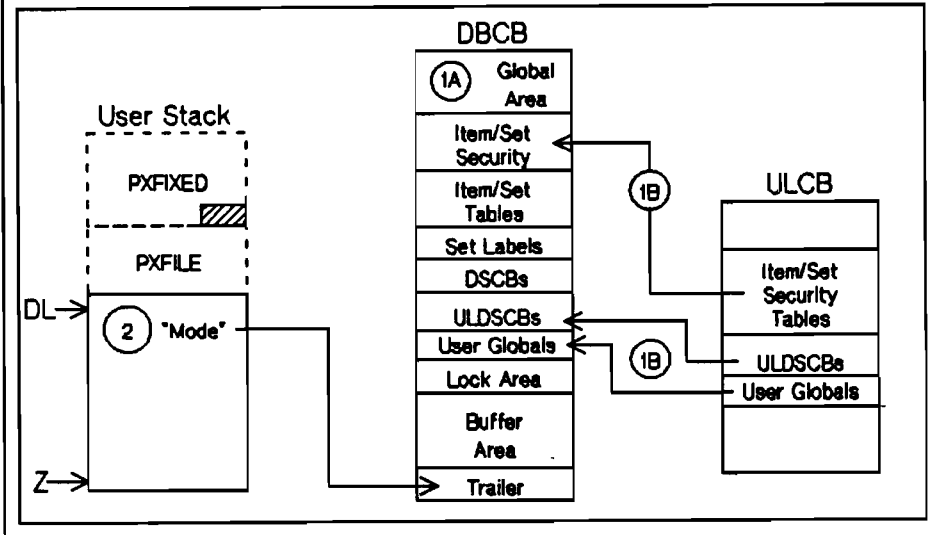 DBCB
1A
Global
Area
User Stack
Item/Set
Security
PXFIXED
1B
ULCB
Item/Set
Tables
Set Labels
PXFILE
Item/Set
Security
Tables
DSCBs
DL
2
"Mode"
ULDSCBs
User Globals
1B
ULDSCBs
Lock Area
User Globals
Buffer
Area
Z
Trailer